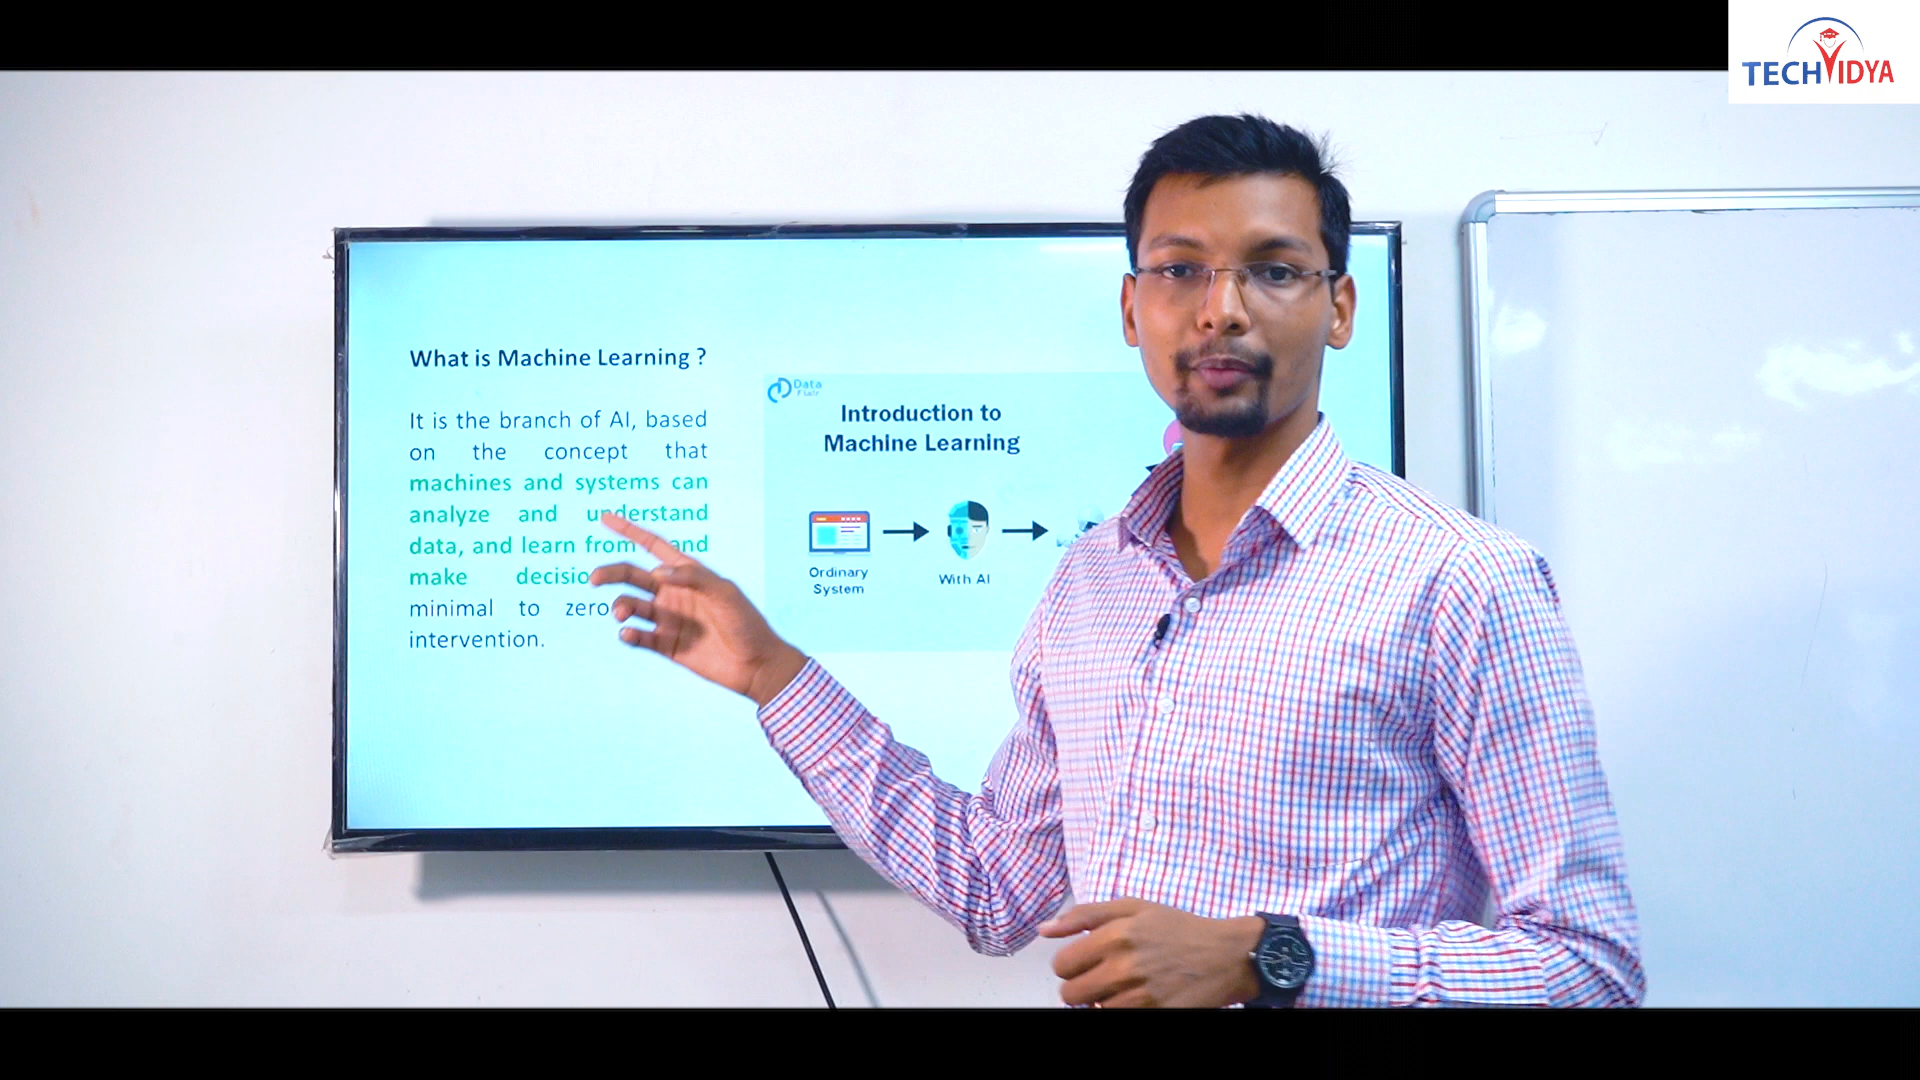 TECHVIDYA
What is Machine Learning ?
It is the branch of AI, based
on the concept that
machines and systems can
analyze and understand
data, and learn from and
make
minimal to zero
intervention.
Data
Flair
Introduction to
Machine Learning
Ordinary
System
With AI